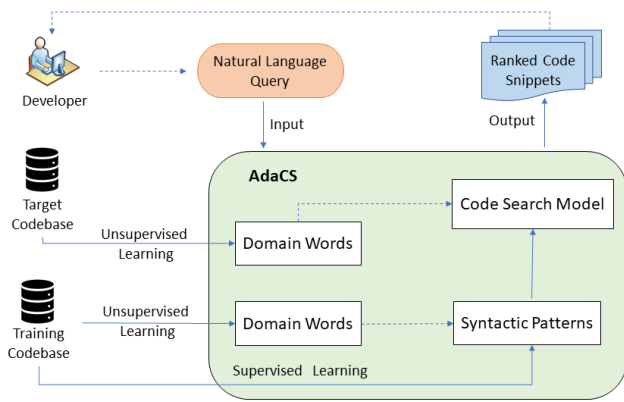 Developer
Natural Language
Query
Ranked Code
Snippets
Input
Output
AdaCS
Target
Codebase
Unsupervised
Learning
Domain Words
Code Search Model
Training
Codebase
Unsupervised
Learning
Domain Words
Syntactic Patterns
Supervised Learning